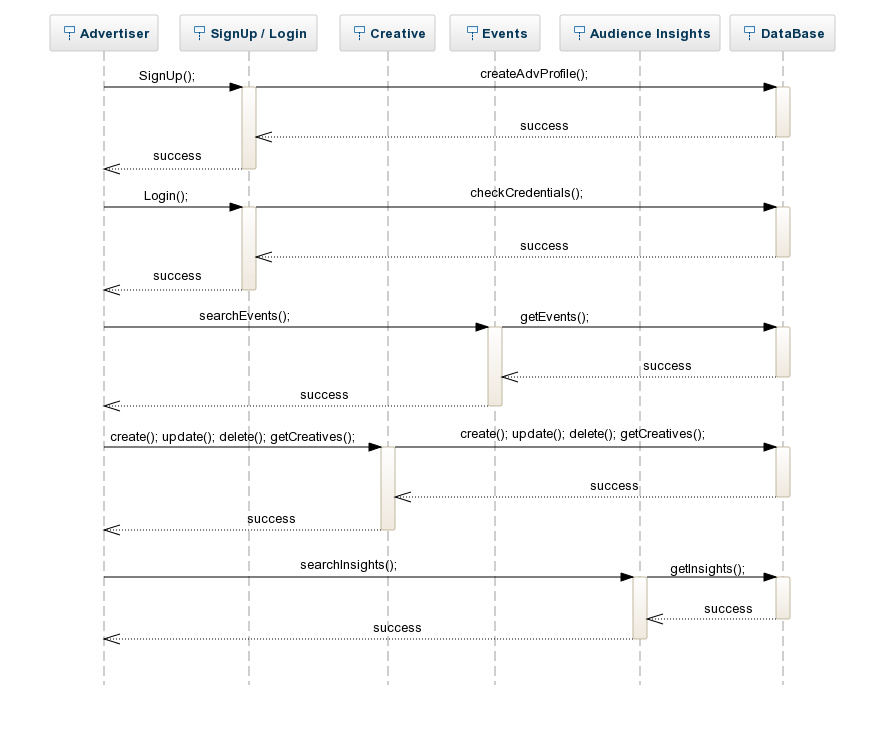 Advertiser
SignUp / Login
Creative
Events
Audience Insights
DataBase
SignUp();
createAdvProfile();
success
success
Login();
checkCredentials();
success
success
searchEvents();
getEvents();
success
success
create(); update(); delete(); getCreatives();
create(); update(); delete(); getCreatives();
success
success
searchInsights();
getInsights();
success
success